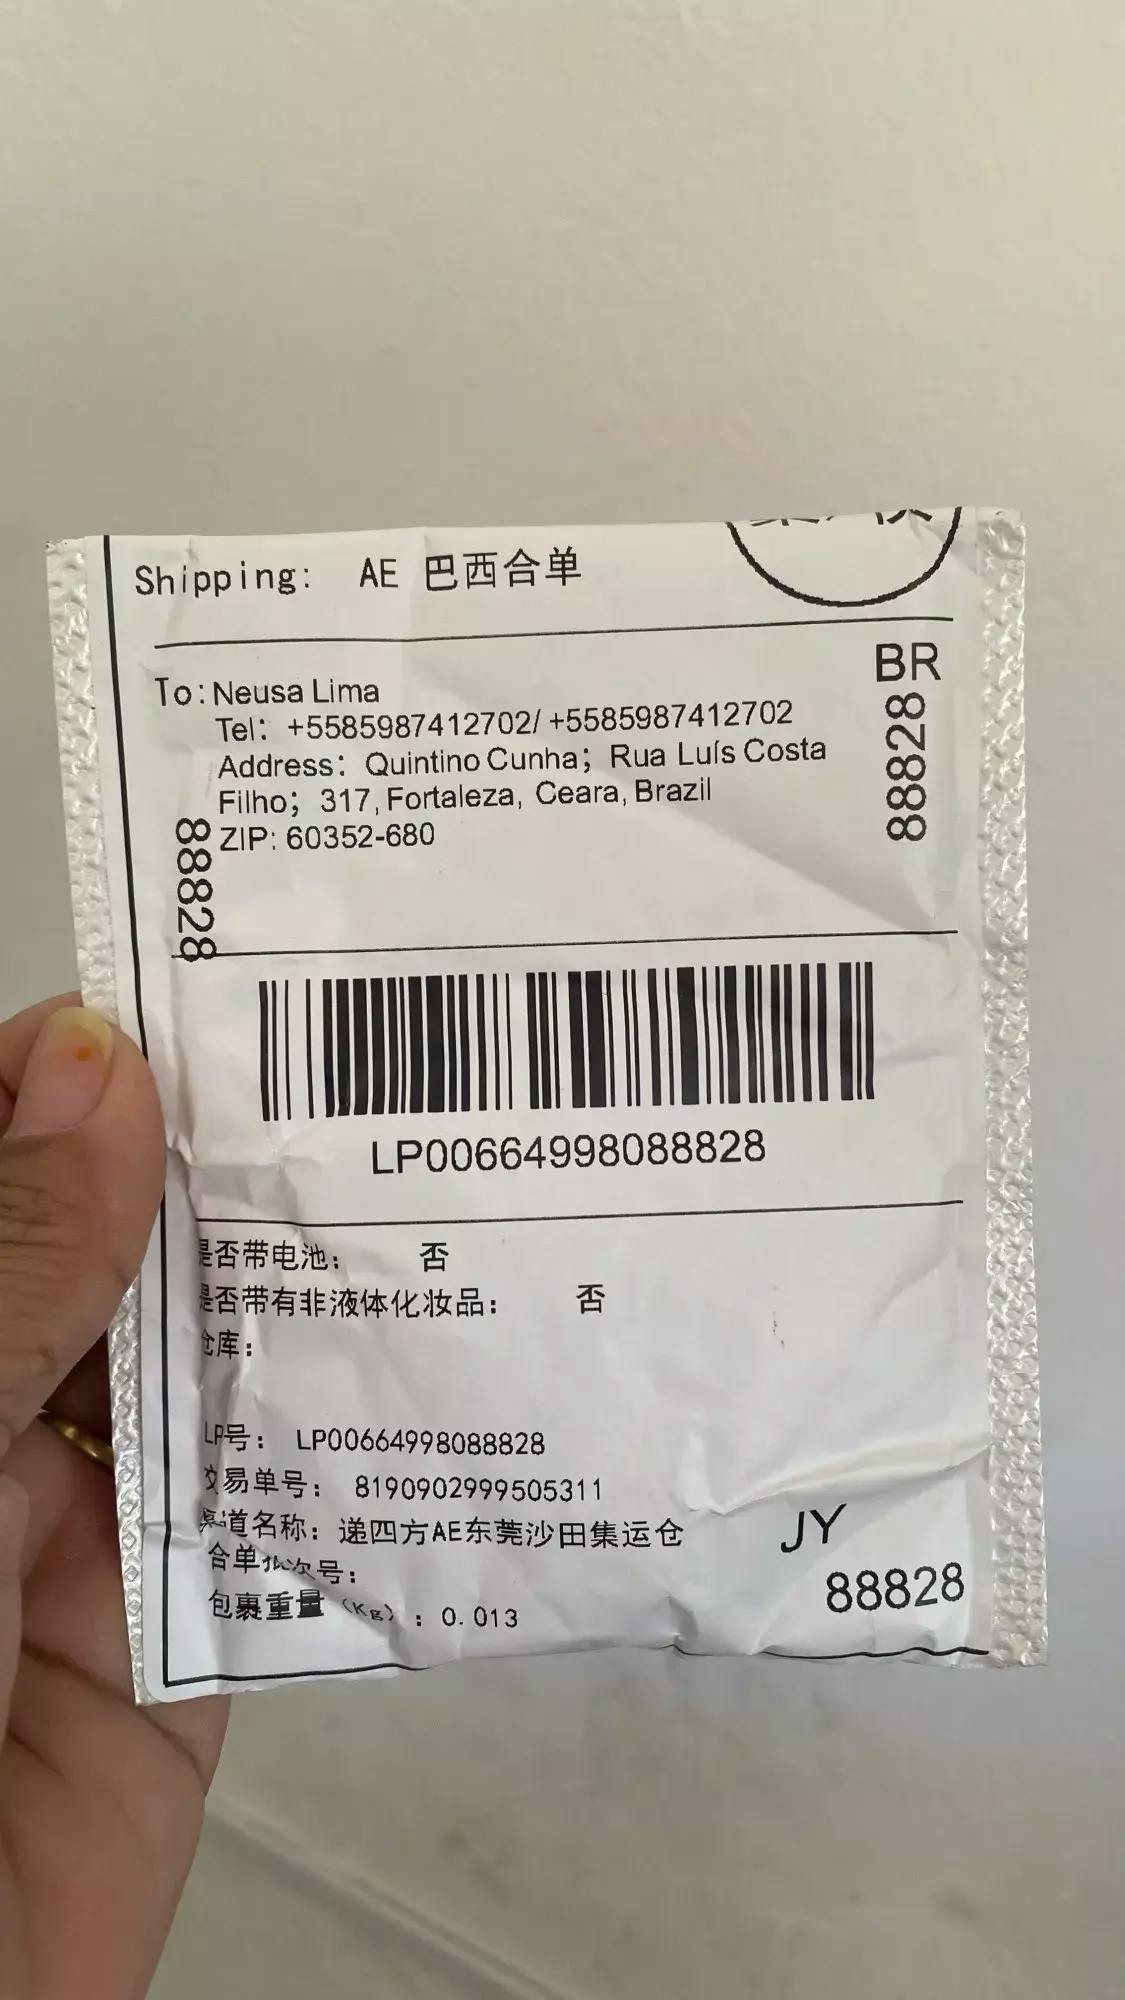 Shipping: AE 巴西合单
BR
88828
To: Neusa Lima
Tel: +5585987412702/ +5585987412702
Address: Quintino Cunha; Rua Luís Costa
Filho; 317, Fortaleza, Ceara, Brazil
ZIP: 60352-680
88828
LP00664998088828
是否带电池: 否
是否带有非液体化妆品: 否
仓库:
LP号: LP00664998088828
交易单号: 8190902999505311
渠道名称: 递四方AE东莞沙田集运仓
合单批次号:
包裹重量 (Kg) : 0.013
JY
88828